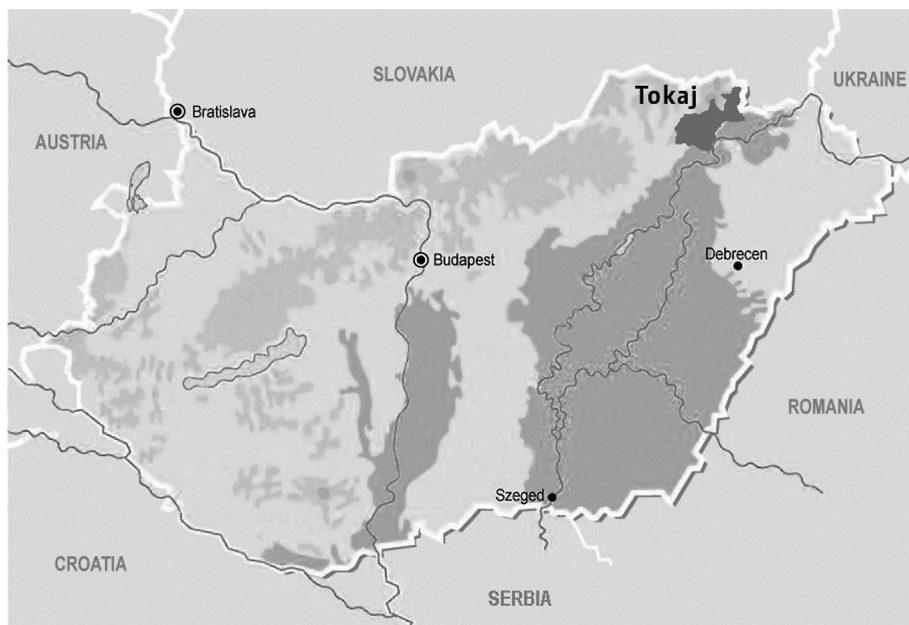 SLOVAKIA
UKRAINE
Tokaj
Bratislava
AUSTRIA
Debrecen
Budapest
ROMANIA
Szeged
CROATIA
SERBIA